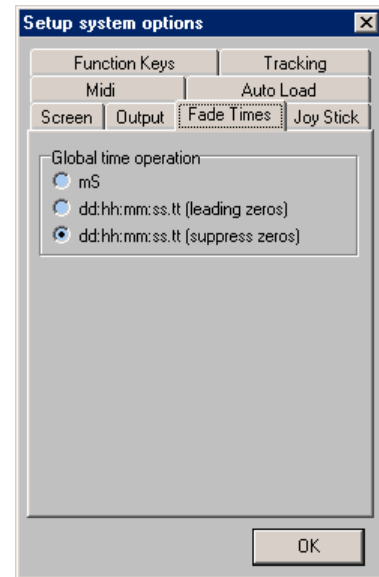 Setup system options
Function Keys Tracking
Midi Auto Load
Screen Output Fade Times Joy Stick
Global time operation
mS
dd:hh:mm:ss.tt (leading zeros)
dd:hh:mm:ss.tt (suppress zeros)
OK